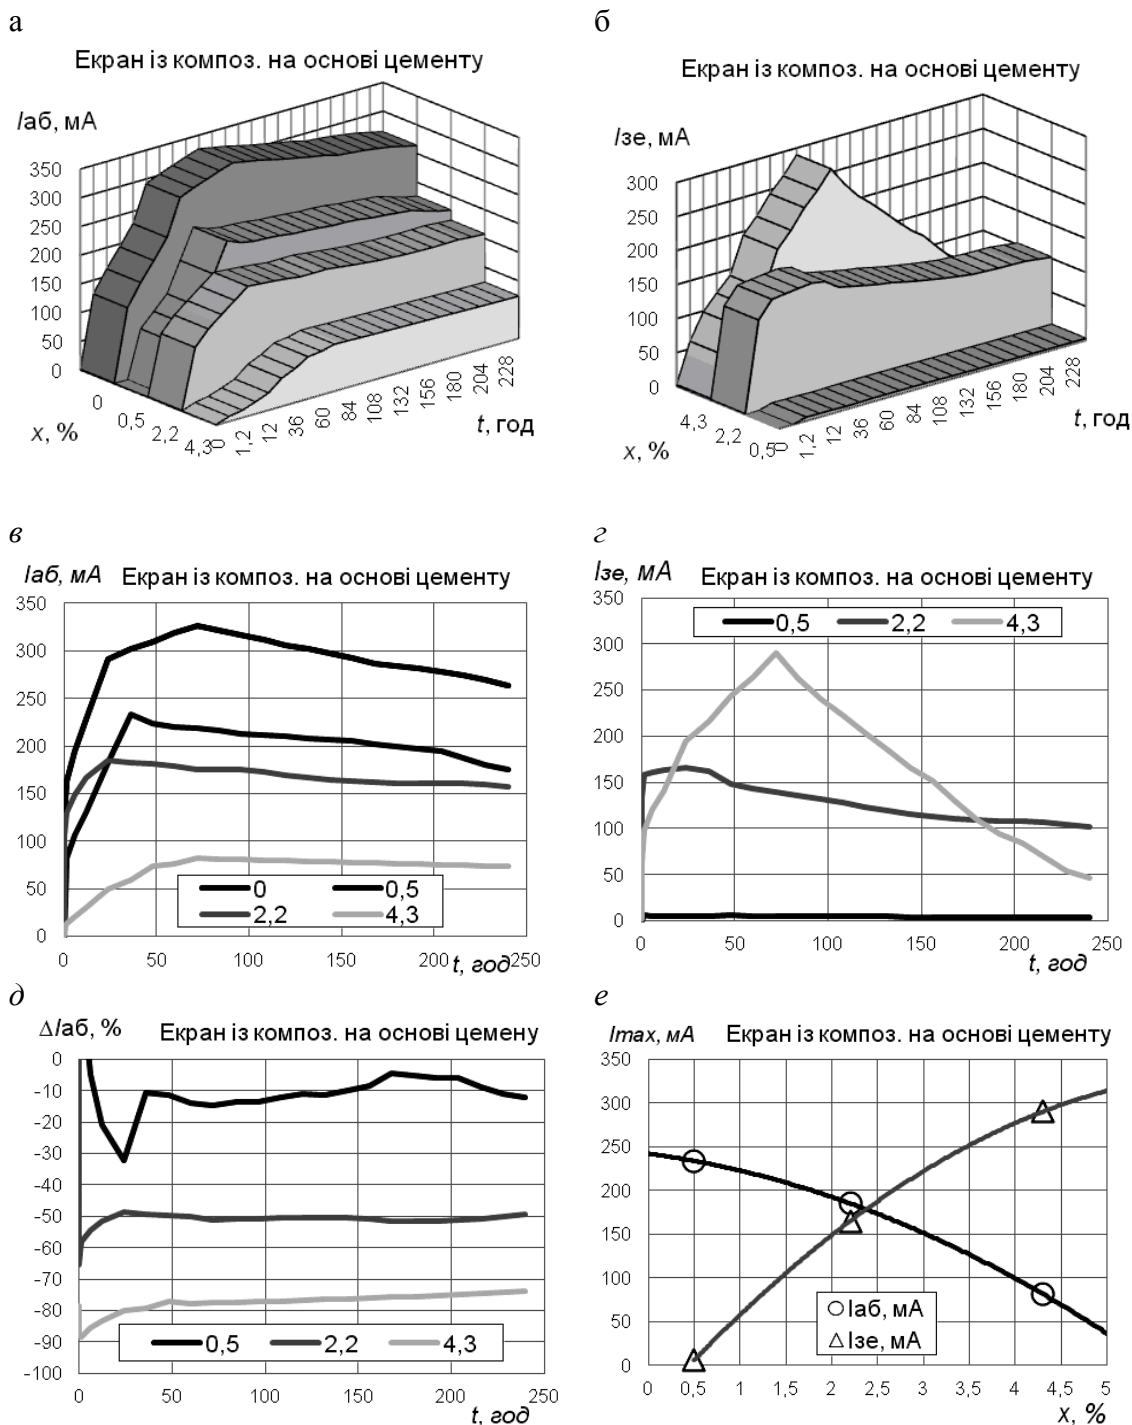 а
Екран із композ. на основі цементу
Iаб, мА
350
300
250
200
150
100
50
0
0
0,5
2,2
4,3
x, %
0
1,2
12
36
60
84
108
132
156
180
204
228
t, год
б
Екран із композ. на основі цементу
Iзе, мА
300
250
200
150
100
50
0
4,3
2,2
0,5
x, %
0
1,2
12
36
60
84
108
132
156
180
204
228
t, год
в
Iаб, мА Екран із композ. на основі цементу
350
300
250
200
150
100
50
0
0 0,5
2,2 4,3
0 50 100 150 200 250
t, год
г
Iзе, мА Екран із композ. на основі цементу
350
300
250
200
150
100
50
0
0,5 2,2 4,3
0 50 100 150 200 250
t, год
д
ΔIаб, % Екран із композ. на основі цемену
0
-10
-20
-30
-40
-50
-60
-70
-80
-90
-100
0,5 2,2 4,3
0 50 100 150 200 250
t, год
е
Imax, мА Екран із композ. на основі цементу
350
300
250
200
150
100
50
0
Iаб, мА
Iзе, мА
0 0,5 1 1,5 2 2,5 3 3,5 4 4,5 5
x, %